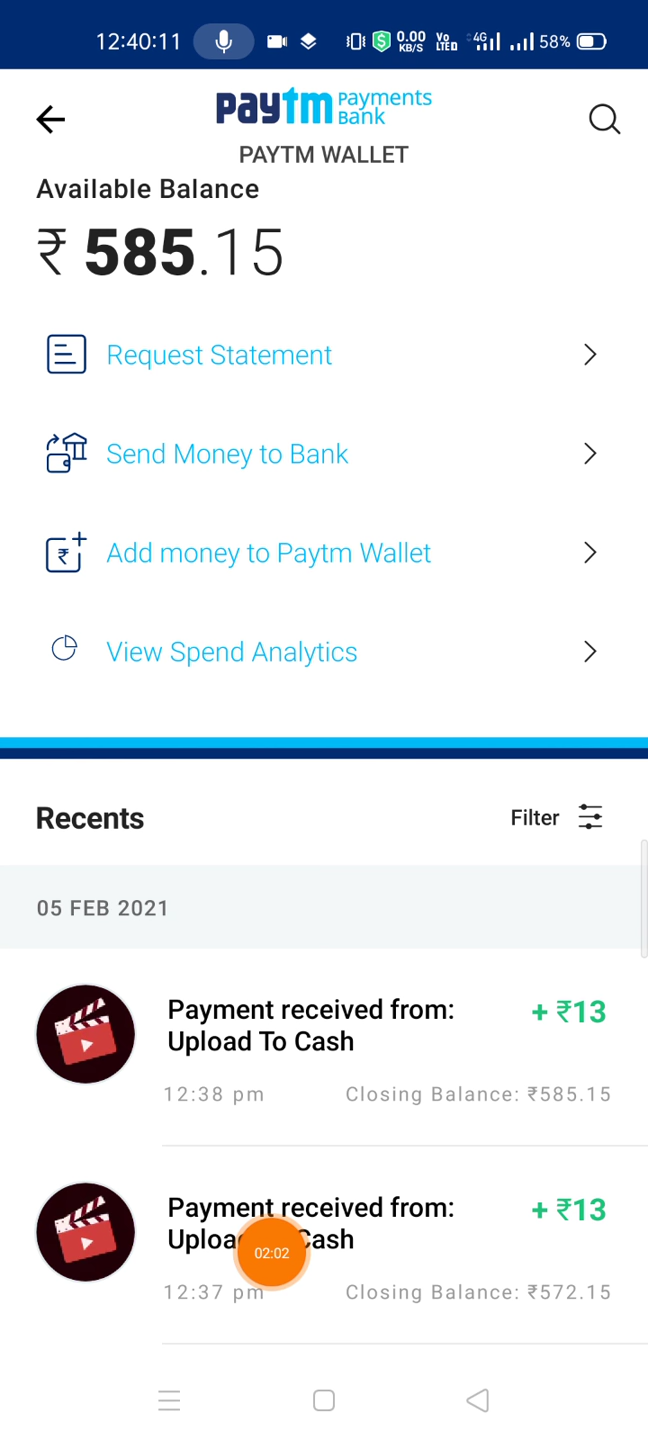 12:40:11
0.00 KB/S
Vo LTED
4G
58%
paytm Payments Bank
PAYTM WALLET
Available Balance
₹ 585.15
Request Statement
Send Money to Bank
Add money to Paytm Wallet
View Spend Analytics
Recents
Filter
05 FEB 2021
Payment received from:
+ ₹13
Upload To Cash
12:38 pm
Closing Balance: ₹585.15
Payment received from:
+ ₹13
Uploa Cash
02:02
12:37 pm
Closing Balance: ₹572.15